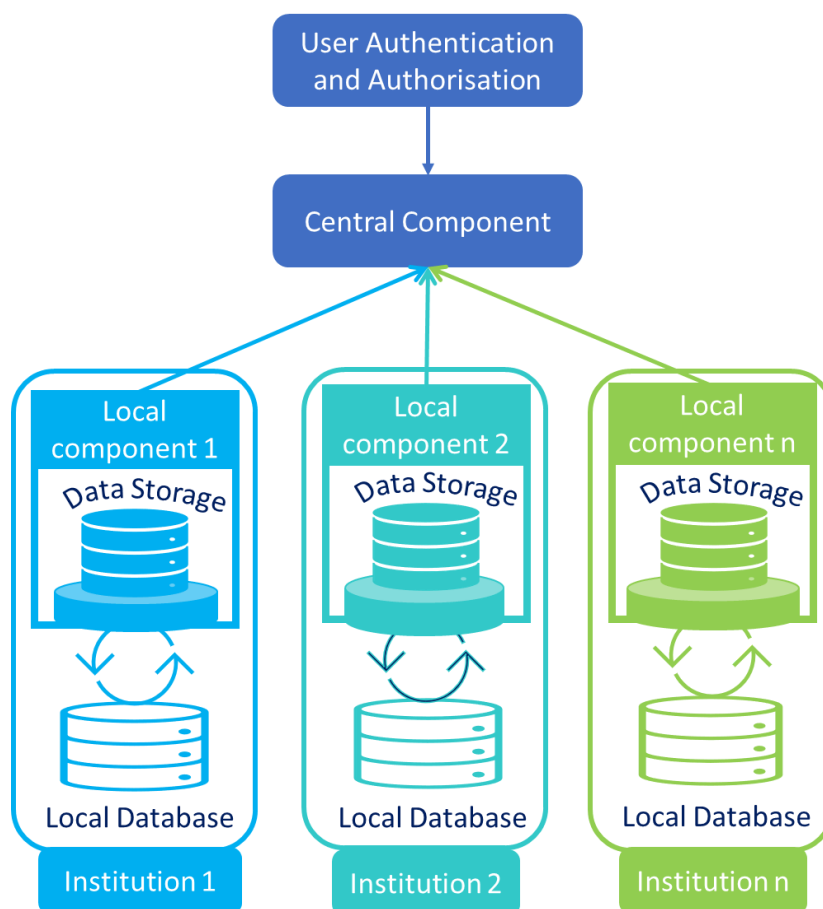 User Authentication
and Authorisation
Central Component
Local
component 1
Data Storage
Local Database
Institution 1
Local
component 2
Data Storage
Local Database
Institution 2
Local
component n
Data Storage
Local Database
Institution n